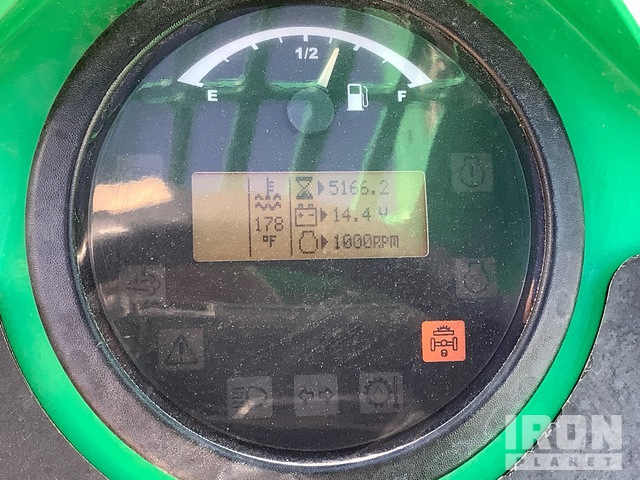 1/2
E F
5166.2
178 14.4 V
°F 1000RPM
IRON
PLANET